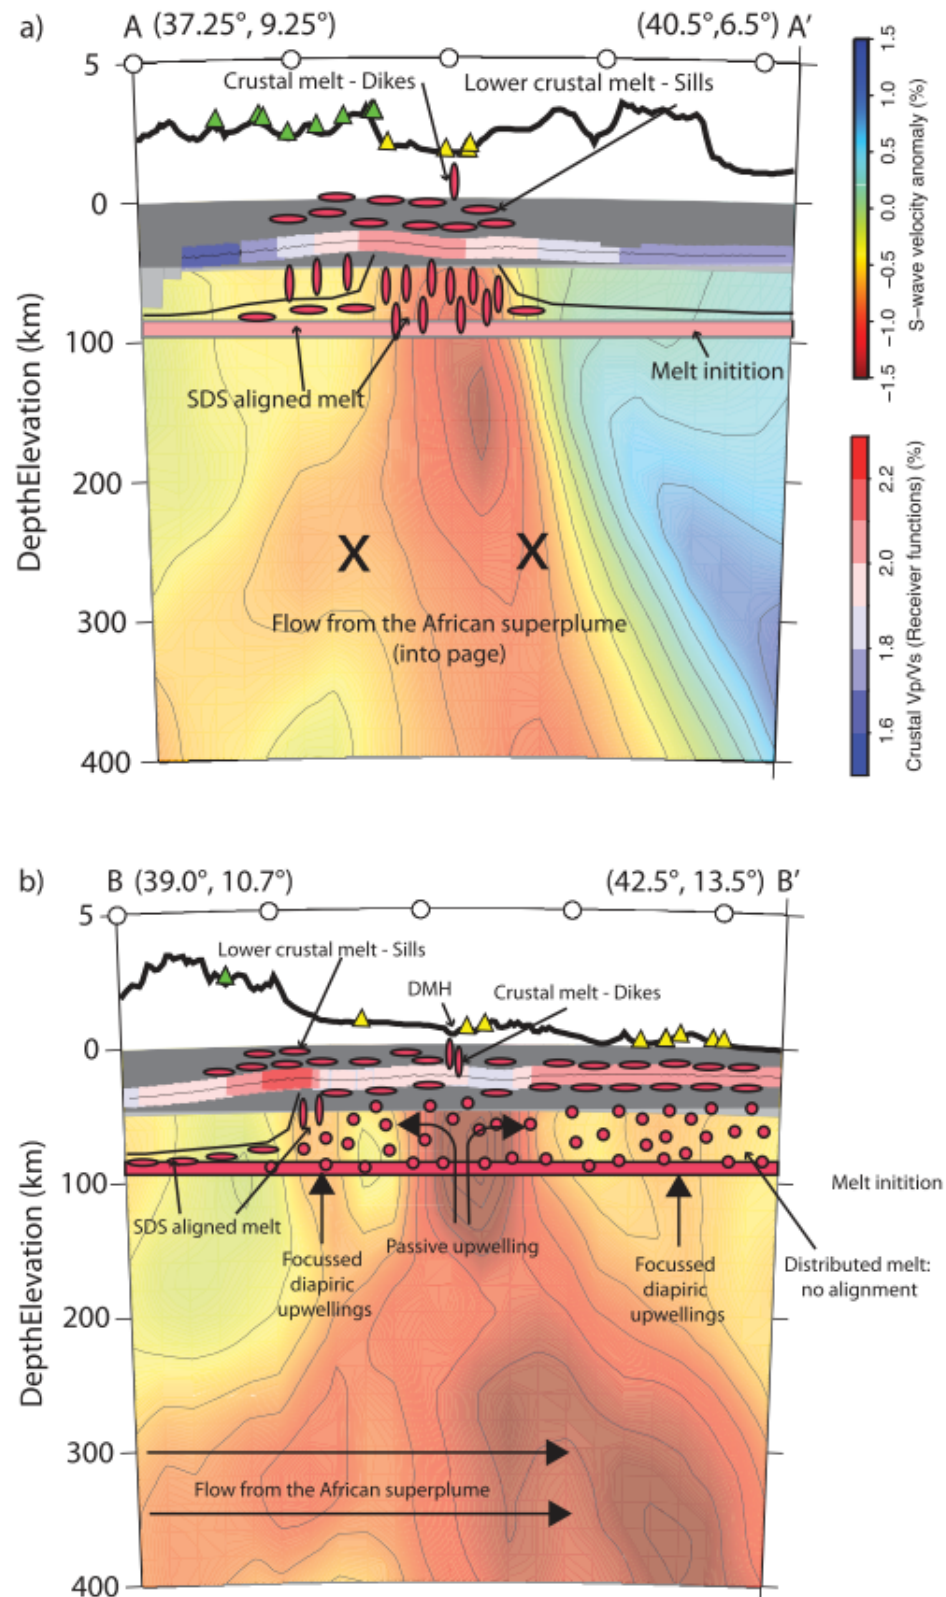 a)
A (37.25°, 9.25°)
(40.5°,6.5°) A′
5
Crustal melt - Dikes
Lower crustal melt - Sills
0
100
200
300
400
DepthElevation (km)
SDS aligned melt
Melt initition
X X
Flow from the African superplume
(into page)
1.5
1.0
0.5
0.0
−0.5
−1.0
−1.5
S−wave velocity anomaly (%)
2.2
2.0
1.8
1.6
Crustal Vp/Vs (Receiver functions) (%)
b)
B (39.0°, 10.7°)
(42.5°, 13.5°) B′
5
Lower crustal melt - Sills
DMH
Crustal melt - Dikes
0
100
200
300
400
DepthElevation (km)
Melt initition
SDS aligned melt
Focussed
diapiric
upwellings
Passive upwelling
Focussed
diapiric
upwellings
Distributed melt:
no alignment
Flow from the African superplume